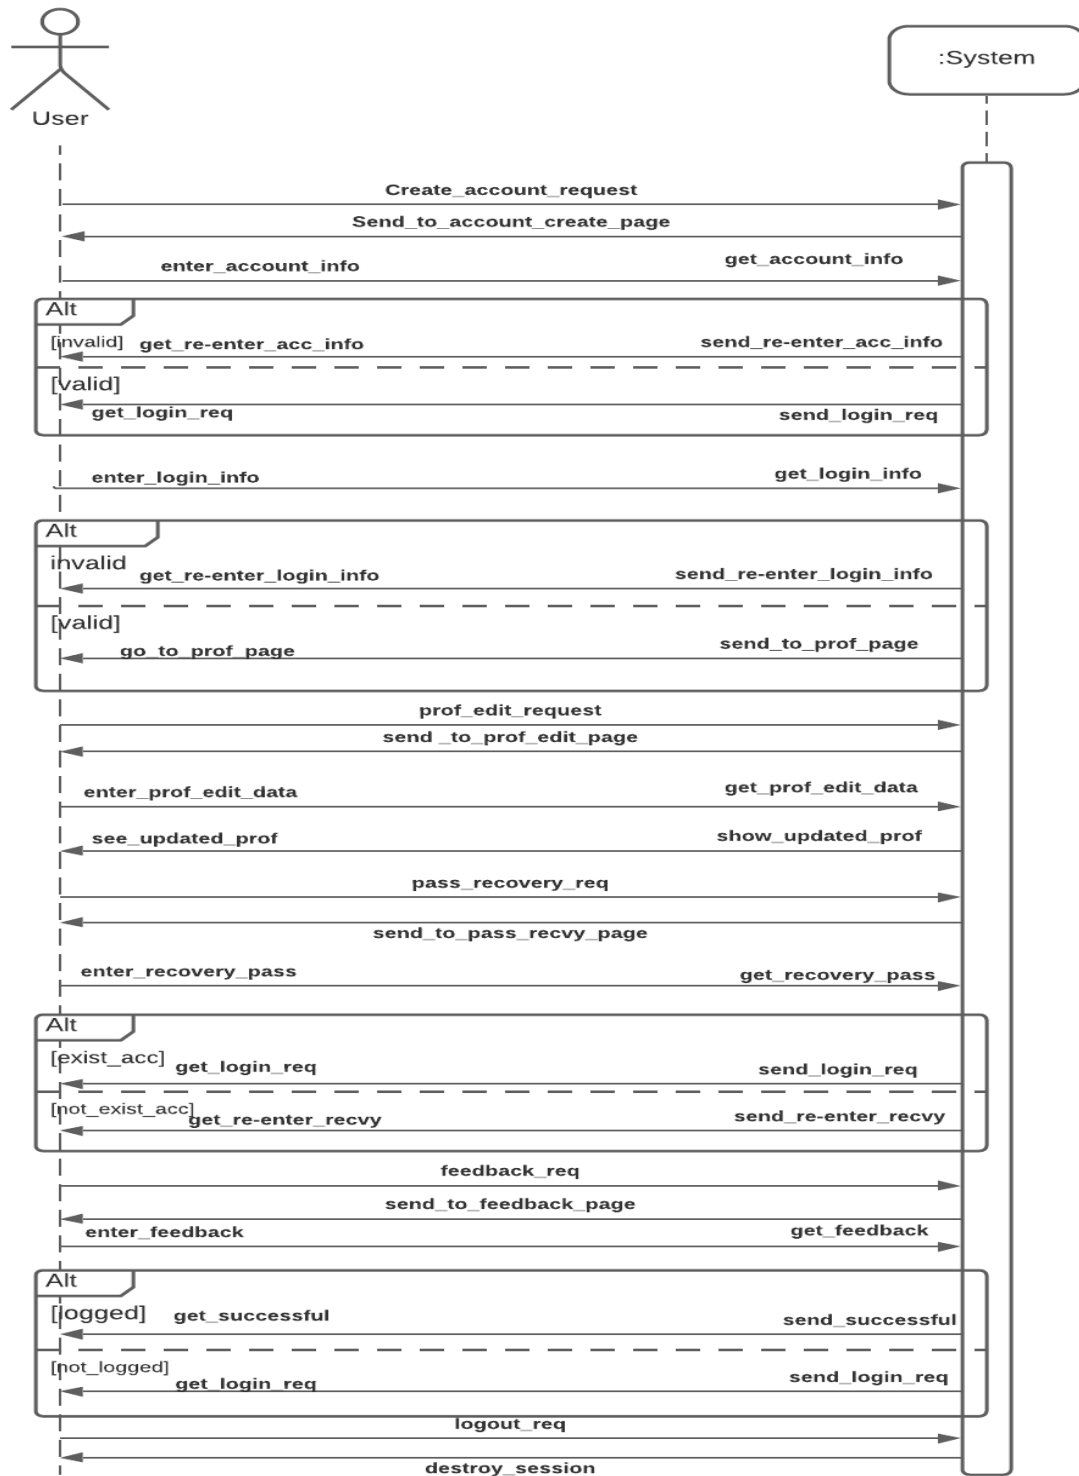 :System
User
Create_account_request
Send_to_account_create_page
enter_account_info get_account_info
Alt
[invalid] get_re-enter_acc_info send_re-enter_acc_info
[valid]
get_login_req send_login_req
enter_login_info get_login_info
Alt
invalid
get_re-enter_login_info send_re-enter_login_info
[valid]
go_to_prof_page send_to_prof_page
prof_edit_request
send _to_prof_edit_page
enter_prof_edit_data get_prof_edit_data
see_updated_prof show_updated_prof
pass_recovery_req
send_to_pass_recvy_page
enter_recovery_pass get_recovery_pass
Alt
[exist_acc] get_login_req send_login_req
[not_exist_acc] get_re-enter_recvy send_re-enter_recvy
feedback_req
send_to_feedback_page
enter_feedback get_feedback
Alt
[logged] get_successful send_successful
[not_logged]
get_login_req send_login_req
logout_req
destroy_session